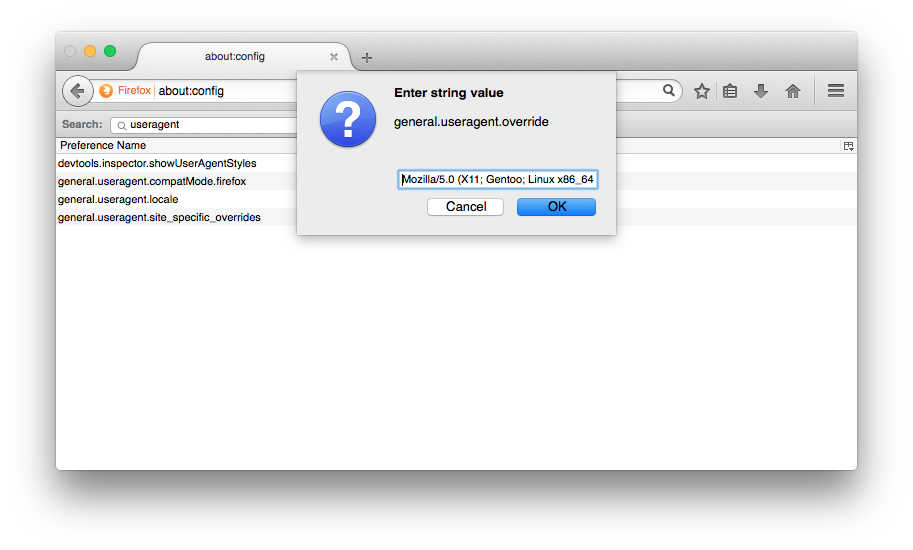 about:config
Firefox about:config
Enter string value
general.useragent.override
Search: useragent
Preference Name
devtools.inspector.showUserAgentStyles
general.useragent.compatMode.firefox
general.useragent.locale
general.useragent.site_specific_overrides
Mozilla/5.0 (X11; Gentoo; Linux x86_64
Cancel OK